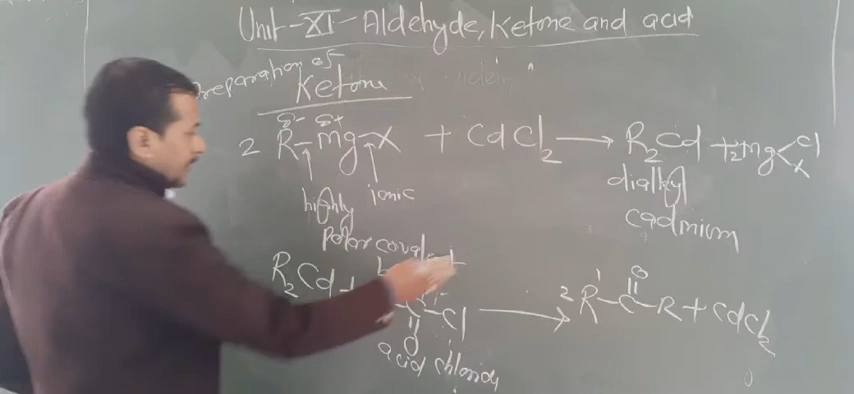 Unit-XI- Aldehyde, Ketone and acid
Preparation of
Ketone
δ- δ+
2 R-Mg-X + CdCl2 → R2Cd + 2Mg< Cl X
highly polar covalent
ionic
dialkyl
cadmium
R2Cd + C-Cl → 2 R'-C-R + CdCl2
O
O
acid chloride